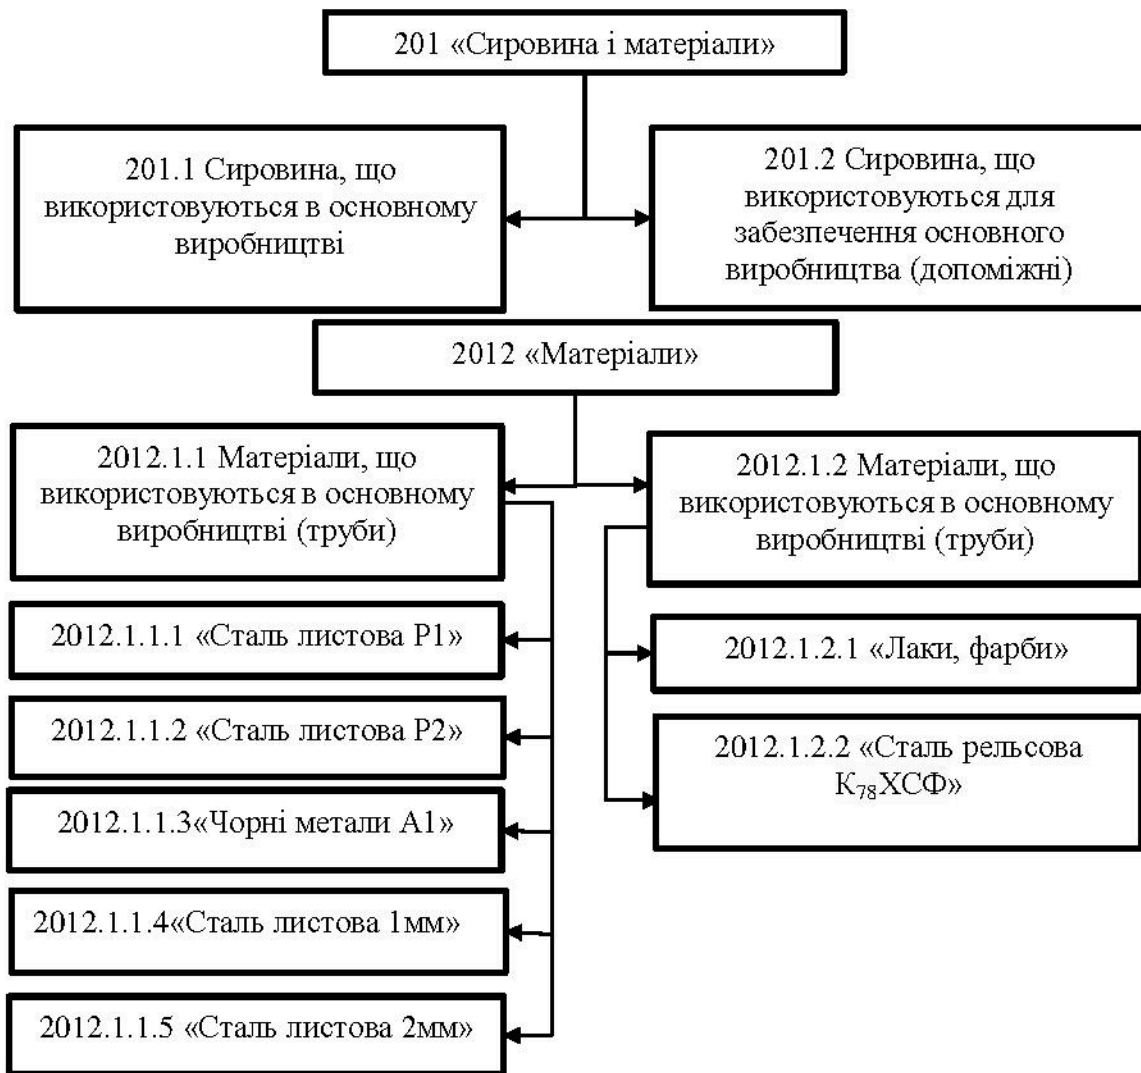 201 «Сировина і матеріали»
201.1 Сировина, що
використовуються в основному
виробництві
201.2 Сировина, що
використовуються для
забезпечення основного
виробництва (допоміжні)
2012 «Матеріали»
2012.1.1 Матеріали, що
використовуються в основному
виробництві (труби)
2012.1.2 Матеріали, що
використовуються в основному
виробництві (труби)
2012.1.1.1 «Сталь листова Р1»
2012.1.1.2 «Сталь листова Р2»
2012.1.1.3«Чорні метали А1»
2012.1.1.4«Сталь листова 1мм»
2012.1.1.5 «Сталь листова 2мм»
2012.1.2.1 «Лаки, фарби»
2012.1.2.2 «Сталь рельсова
К₇₈ХСФ»